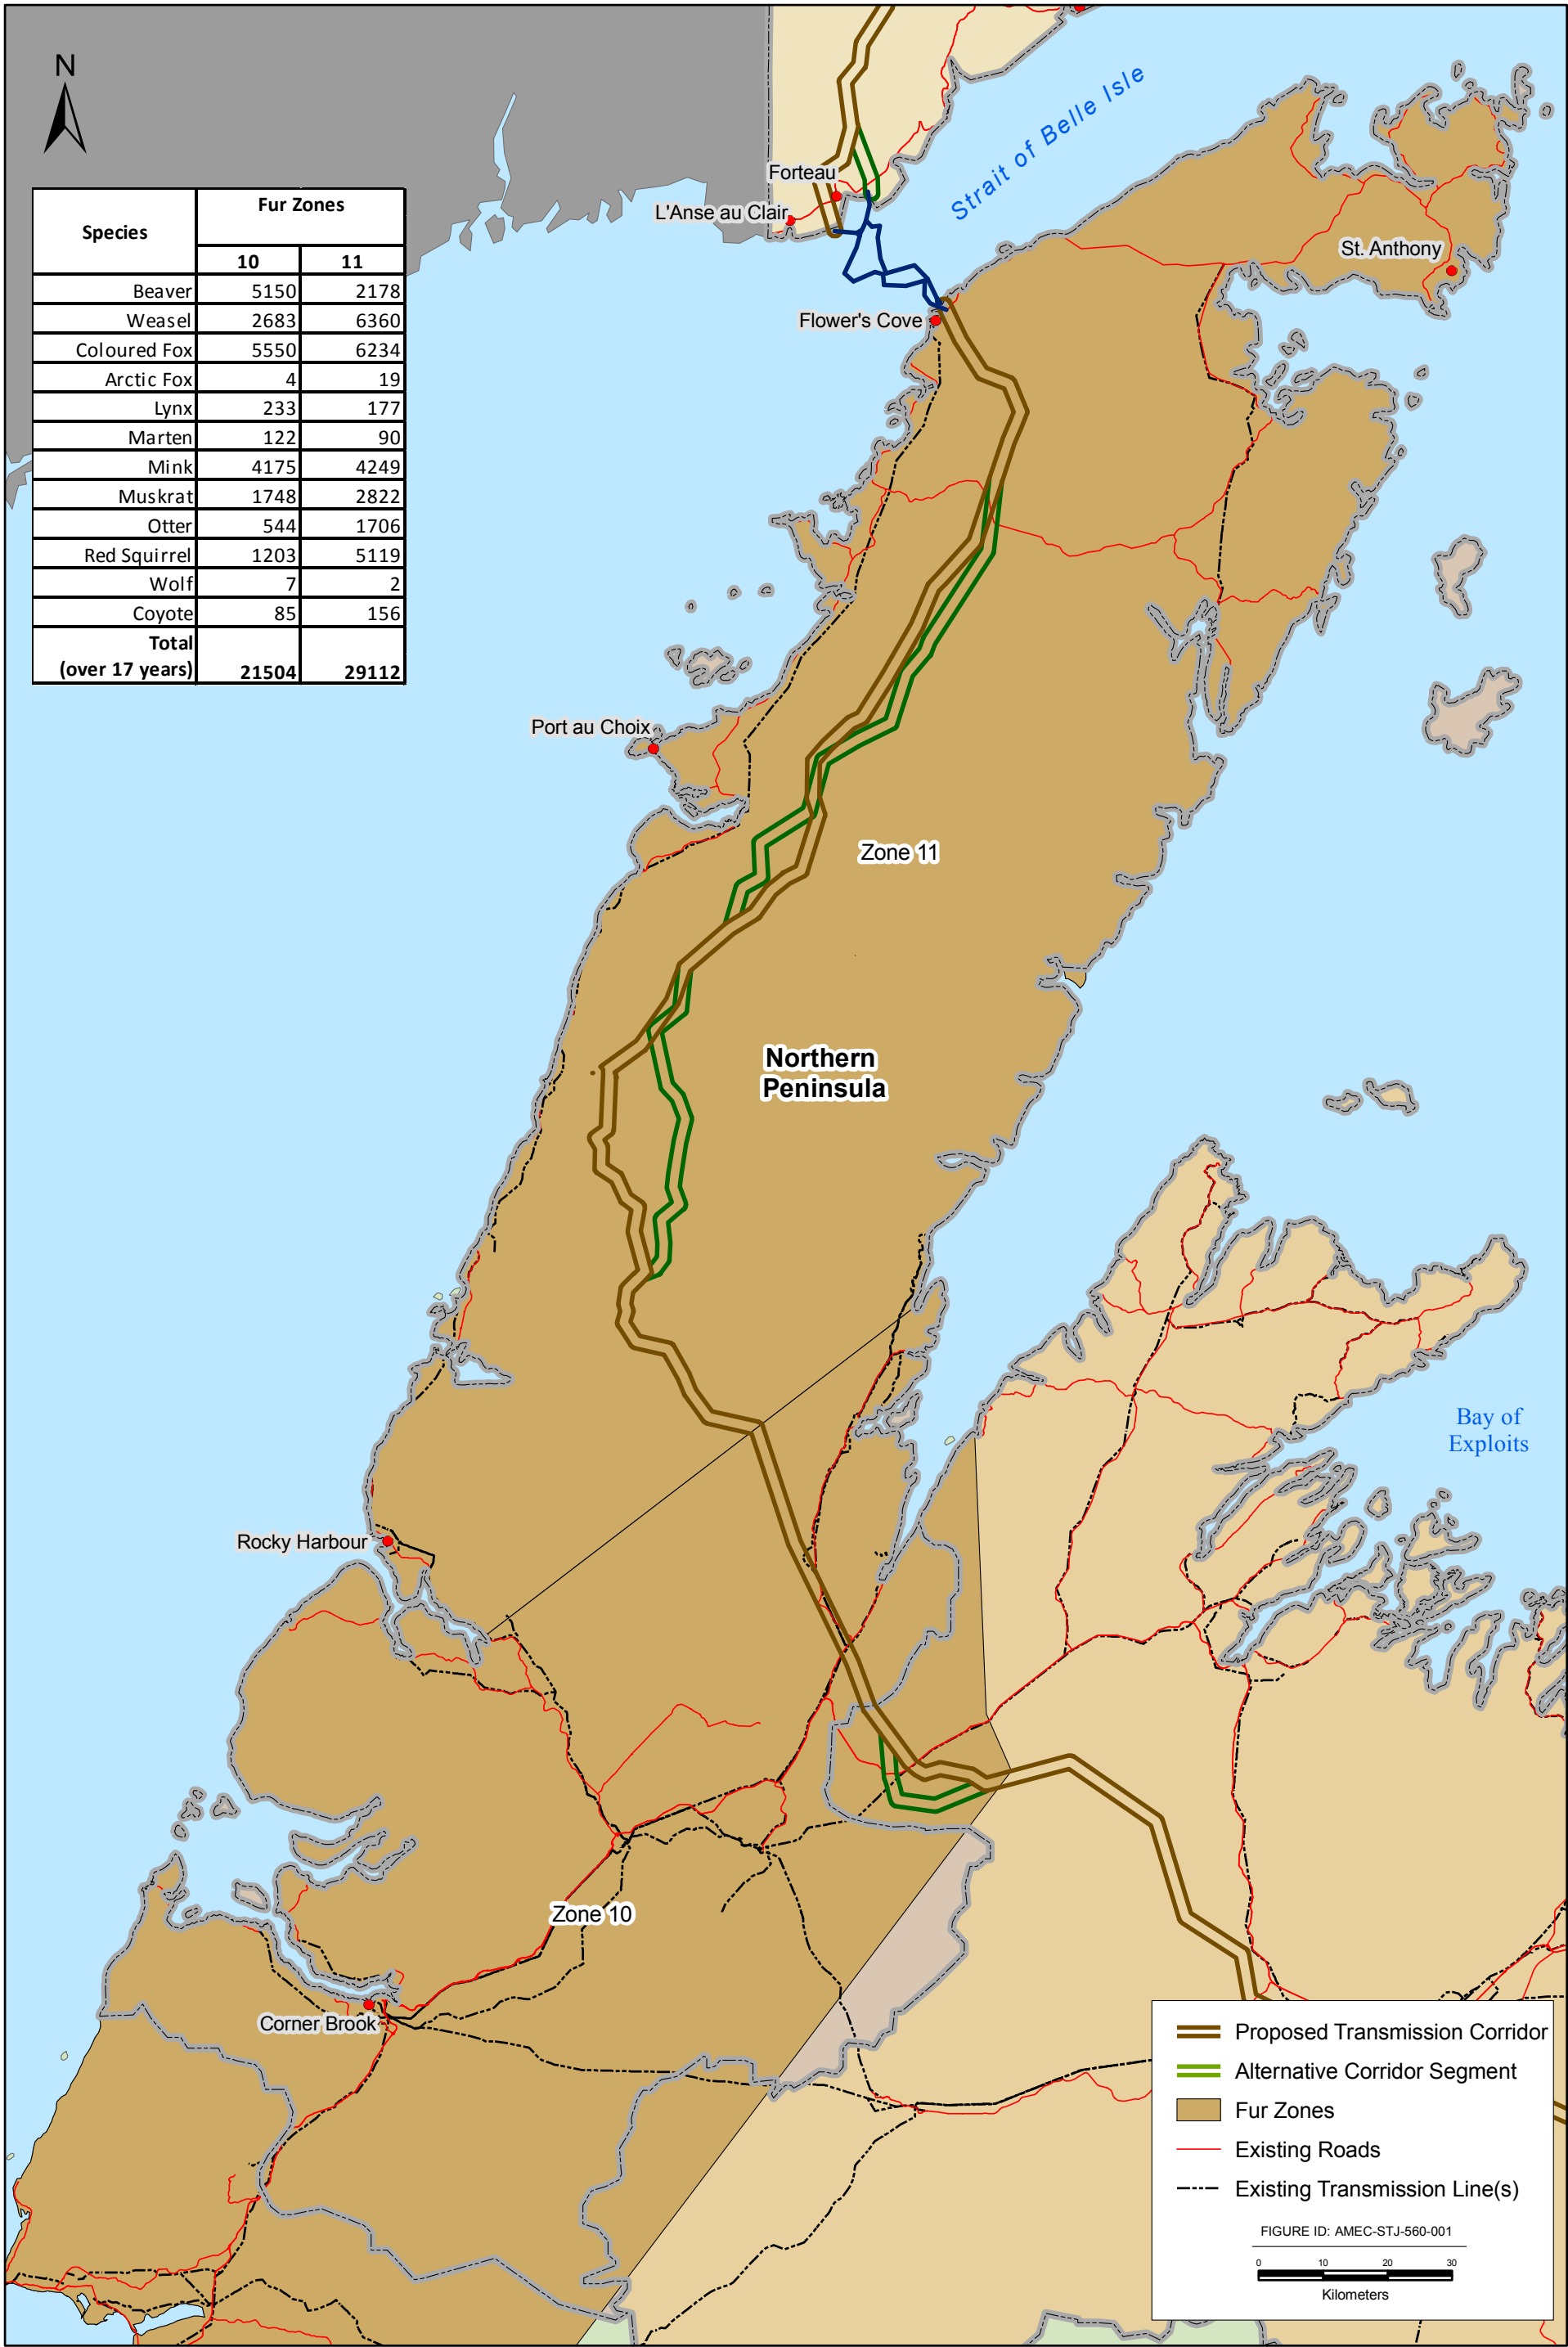 N
Species Fur Zones
10 11
Beaver 5150 2178
Weasel 2683 6360
Coloured Fox 5550 6234
Arctic Fox 4 19
Lynx 233 177
Marten 122 90
Mink 4175 4249
Muskrat 1748 2822
Otter 544 1706
Red Squirrel 1203 5119
Wolf 7 2
Coyote 85 156
Total
(over 17 years) 21504 29112
Forteau
L'Anse au Clair
Strait of Belle Isle
St. Anthony
Flower's Cove
Port au Choix
Zone 11
Northern
Peninsula
Bay of
Exploits
Rocky Harbour
Zone 10
Corner Brook
Proposed Transmission Corridor
Alternative Corridor Segment
Fur Zones
Existing Roads
Existing Transmission Line(s)
FIGURE ID: AMEC-STJ-560-001
0 10 20 30
Kilometers